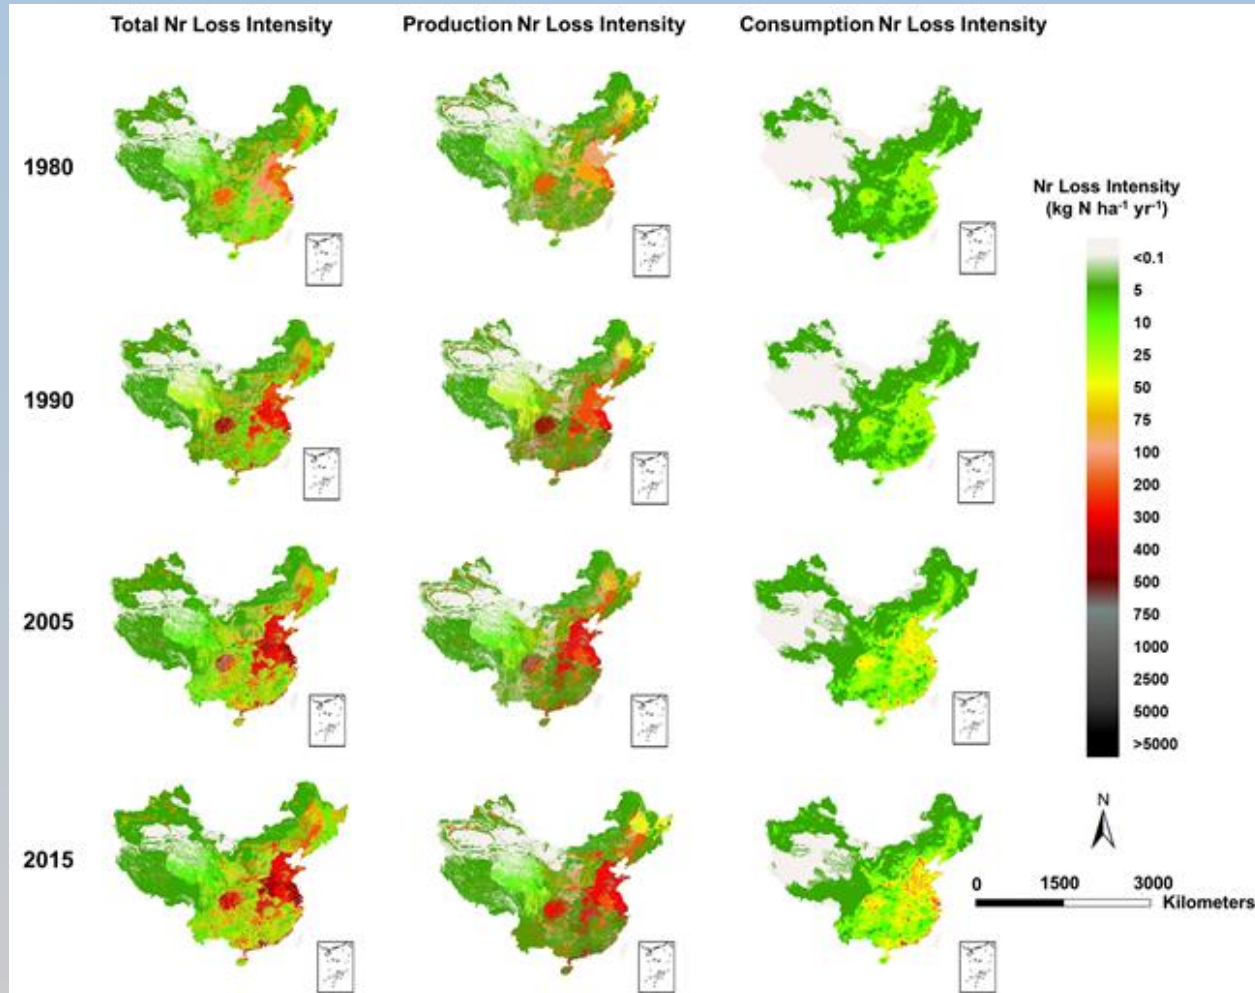 Total Nr Loss Intensity
Production Nr Loss Intensity
Consumption Nr Loss Intensity
1980
1990
2005
2015
Nr Loss Intensity
(kg N ha⁻¹ yr⁻¹)
<0.1
5
10
25
50
75
100
200
300
400
500
750
1000
2500
5000
>5000
N
0 1500 3000
Kilometers